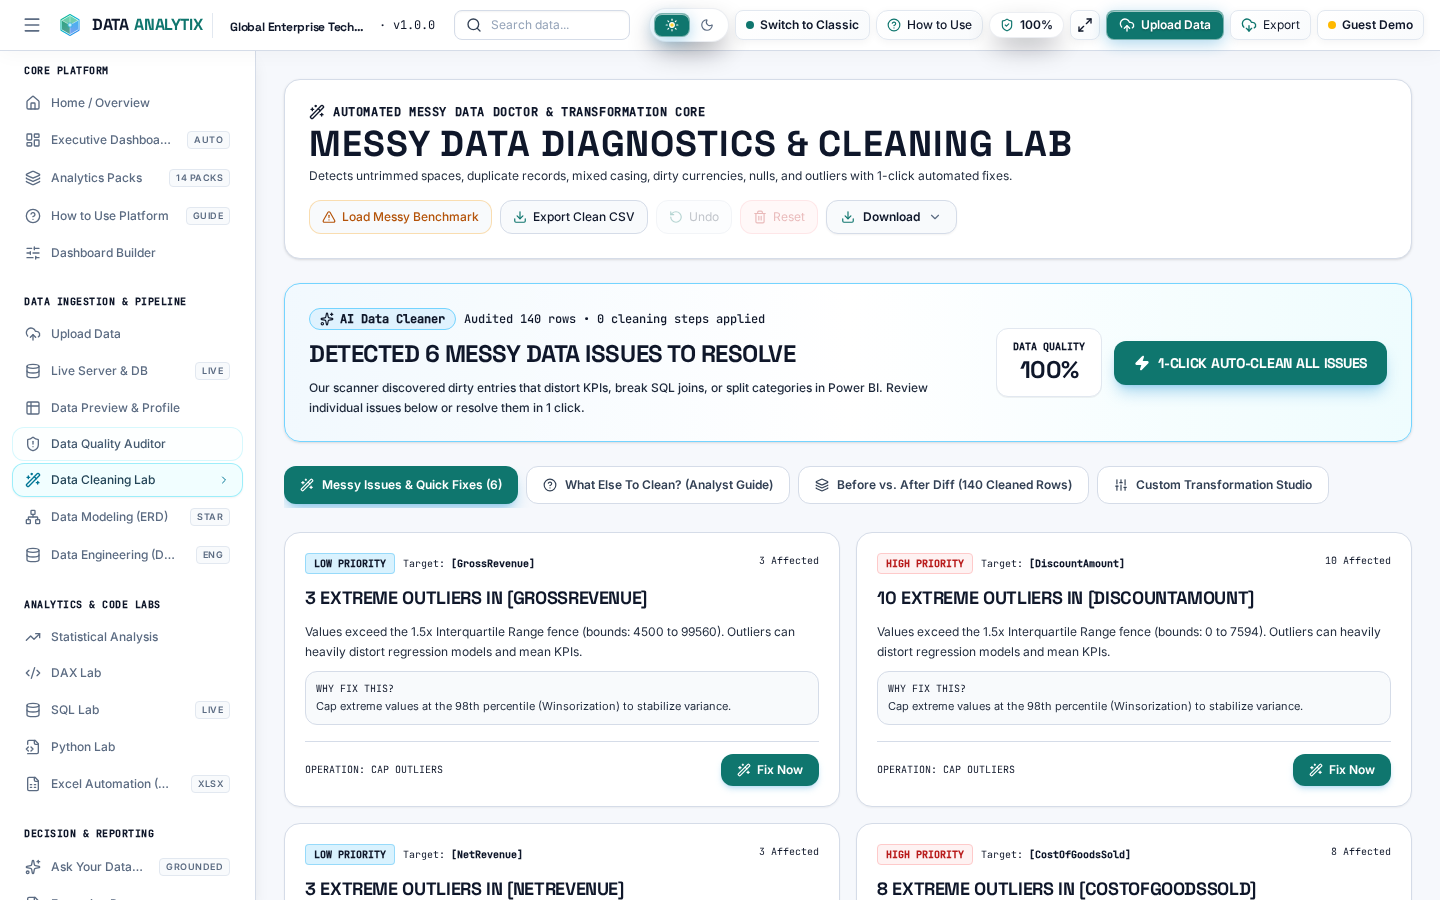 DATA ANALYTIX
Global Enterprise Tech...
· v1.0.0
Search data...
Switch to Classic
How to Use
100%
Upload Data
Export
Guest Demo
CORE PLATFORM
Home / Overview
Executive Dashboa... AUTO
Analytics Packs 14 PACKS
How to Use Platform GUIDE
Dashboard Builder
DATA INGESTION & PIPELINE
Upload Data
Live Server & DB LIVE
Data Preview & Profile
Data Quality Auditor
Data Cleaning Lab
Data Modeling (ERD) STAR
Data Engineering (D... ENG
ANALYTICS & CODE LABS
Statistical Analysis
DAX Lab
SQL Lab LIVE
Python Lab
Excel Automation (... XLSX
DECISION & REPORTING
Ask Your Data... GROUNDED
AUTOMATED MESSY DATA DOCTOR & TRANSFORMATION CORE
MESSY DATA DIAGNOSTICS & CLEANING LAB
Detects untrimmed spaces, duplicate records, mixed casing, dirty currencies, nulls, and outliers with 1-click automated fixes.
Load Messy Benchmark
Export Clean CSV
Undo
Reset
Download
AI Data Cleaner
Audited 140 rows • 0 cleaning steps applied
DETECTED 6 MESSY DATA ISSUES TO RESOLVE
Our scanner discovered dirty entries that distort KPIs, break SQL joins, or split categories in Power BI. Review
individual issues below or resolve them in 1 click.
DATA QUALITY
100%
1-CLICK AUTO-CLEAN ALL ISSUES
Messy Issues & Quick Fixes (6)
What Else To Clean? (Analyst Guide)
Before vs. After Diff (140 Cleaned Rows)
Custom Transformation Studio
LOW PRIORITY Target: [GrossRevenue] 3 Affected
3 EXTREME OUTLIERS IN [GROSSREVENUE]
Values exceed the 1.5x Interquartile Range fence (bounds: 4500 to 99560). Outliers can
heavily distort regression models and mean KPIs.
WHY FIX THIS?
Cap extreme values at the 98th percentile (Winsorization) to stabilize variance.
OPERATION: CAP OUTLIERS
Fix Now
HIGH PRIORITY Target: [DiscountAmount] 10 Affected
10 EXTREME OUTLIERS IN [DISCOUNTAMOUNT]
Values exceed the 1.5x Interquartile Range fence (bounds: 0 to 7594). Outliers can heavily
distort regression models and mean KPIs.
WHY FIX THIS?
Cap extreme values at the 98th percentile (Winsorization) to stabilize variance.
OPERATION: CAP OUTLIERS
Fix Now
LOW PRIORITY Target: [NetRevenue] 3 Affected
3 EXTREME OUTLIERS IN [NETREVENUE]
HIGH PRIORITY Target: [CostOfGoodsSold] 8 Affected
8 EXTREME OUTLIERS IN [COSTOFGOODSSOLD]